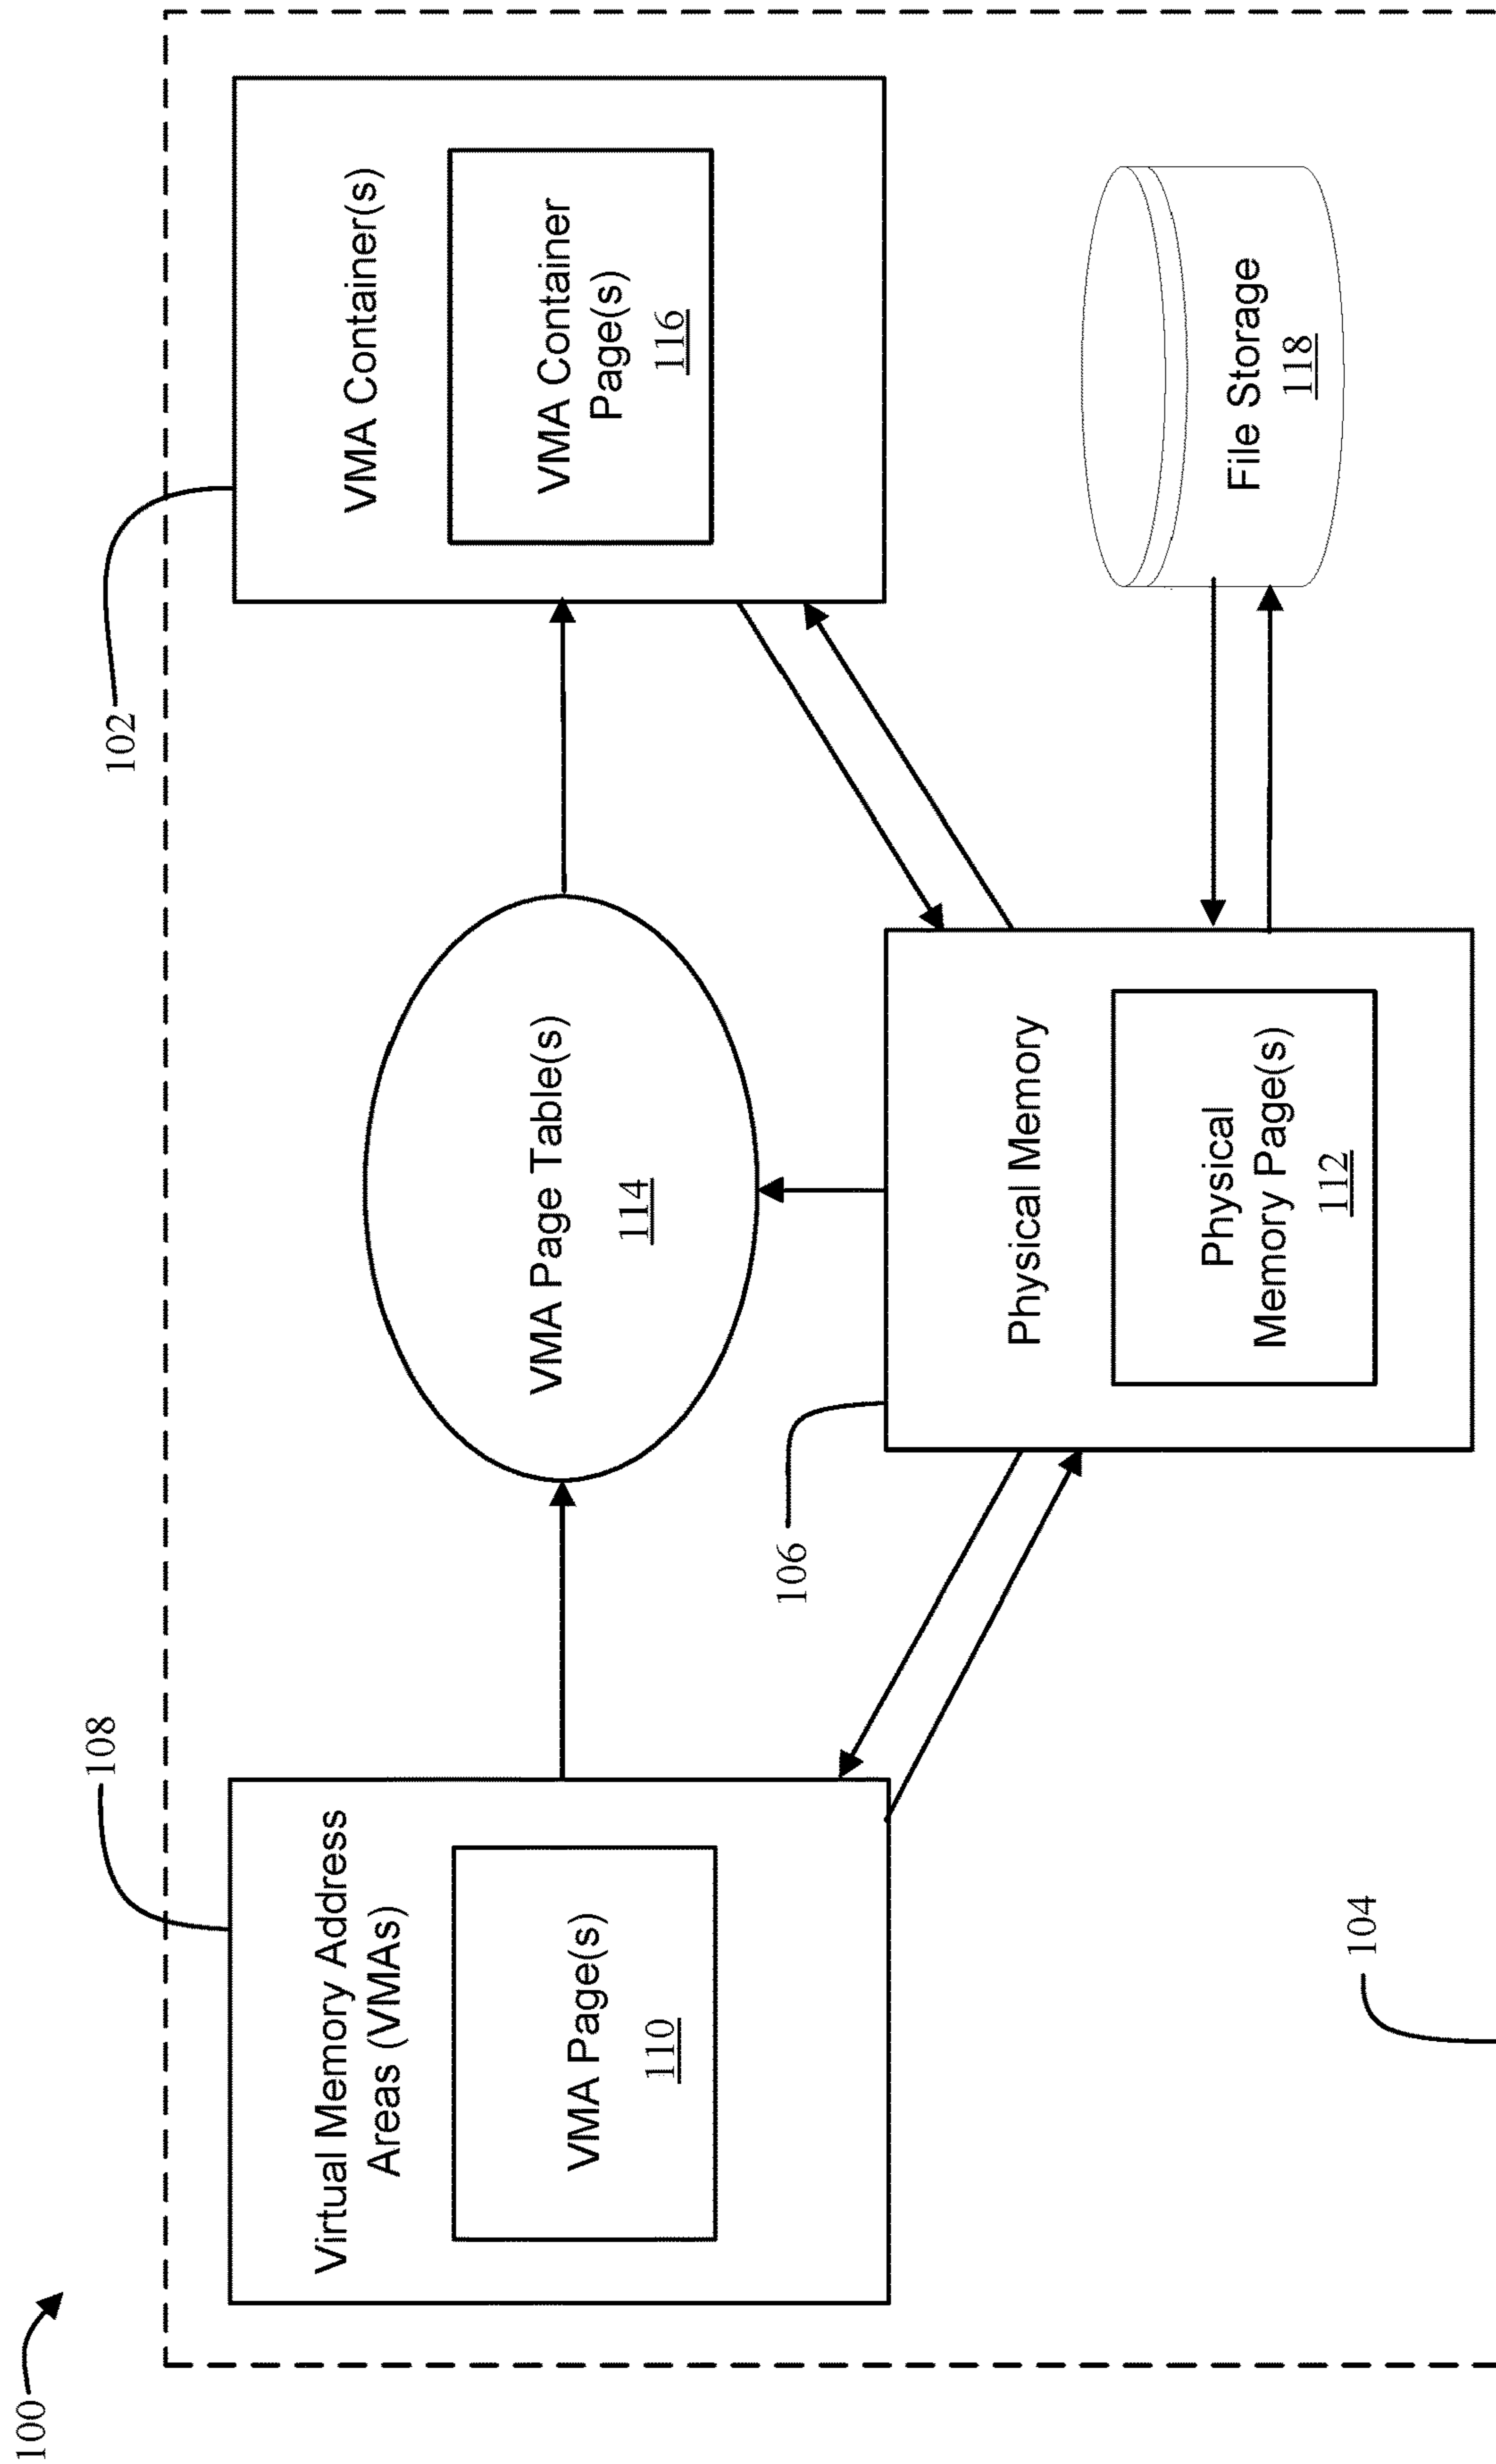 100
108
102
Virtual Memory Address
Areas (VMAs)
VMA Page(s)
110
VMA Page Table(s)
114
VMA Container(s)
VMA Container
Page(s)
116
106
Physical Memory
Physical
Memory Page(s)
112
File Storage
118
104